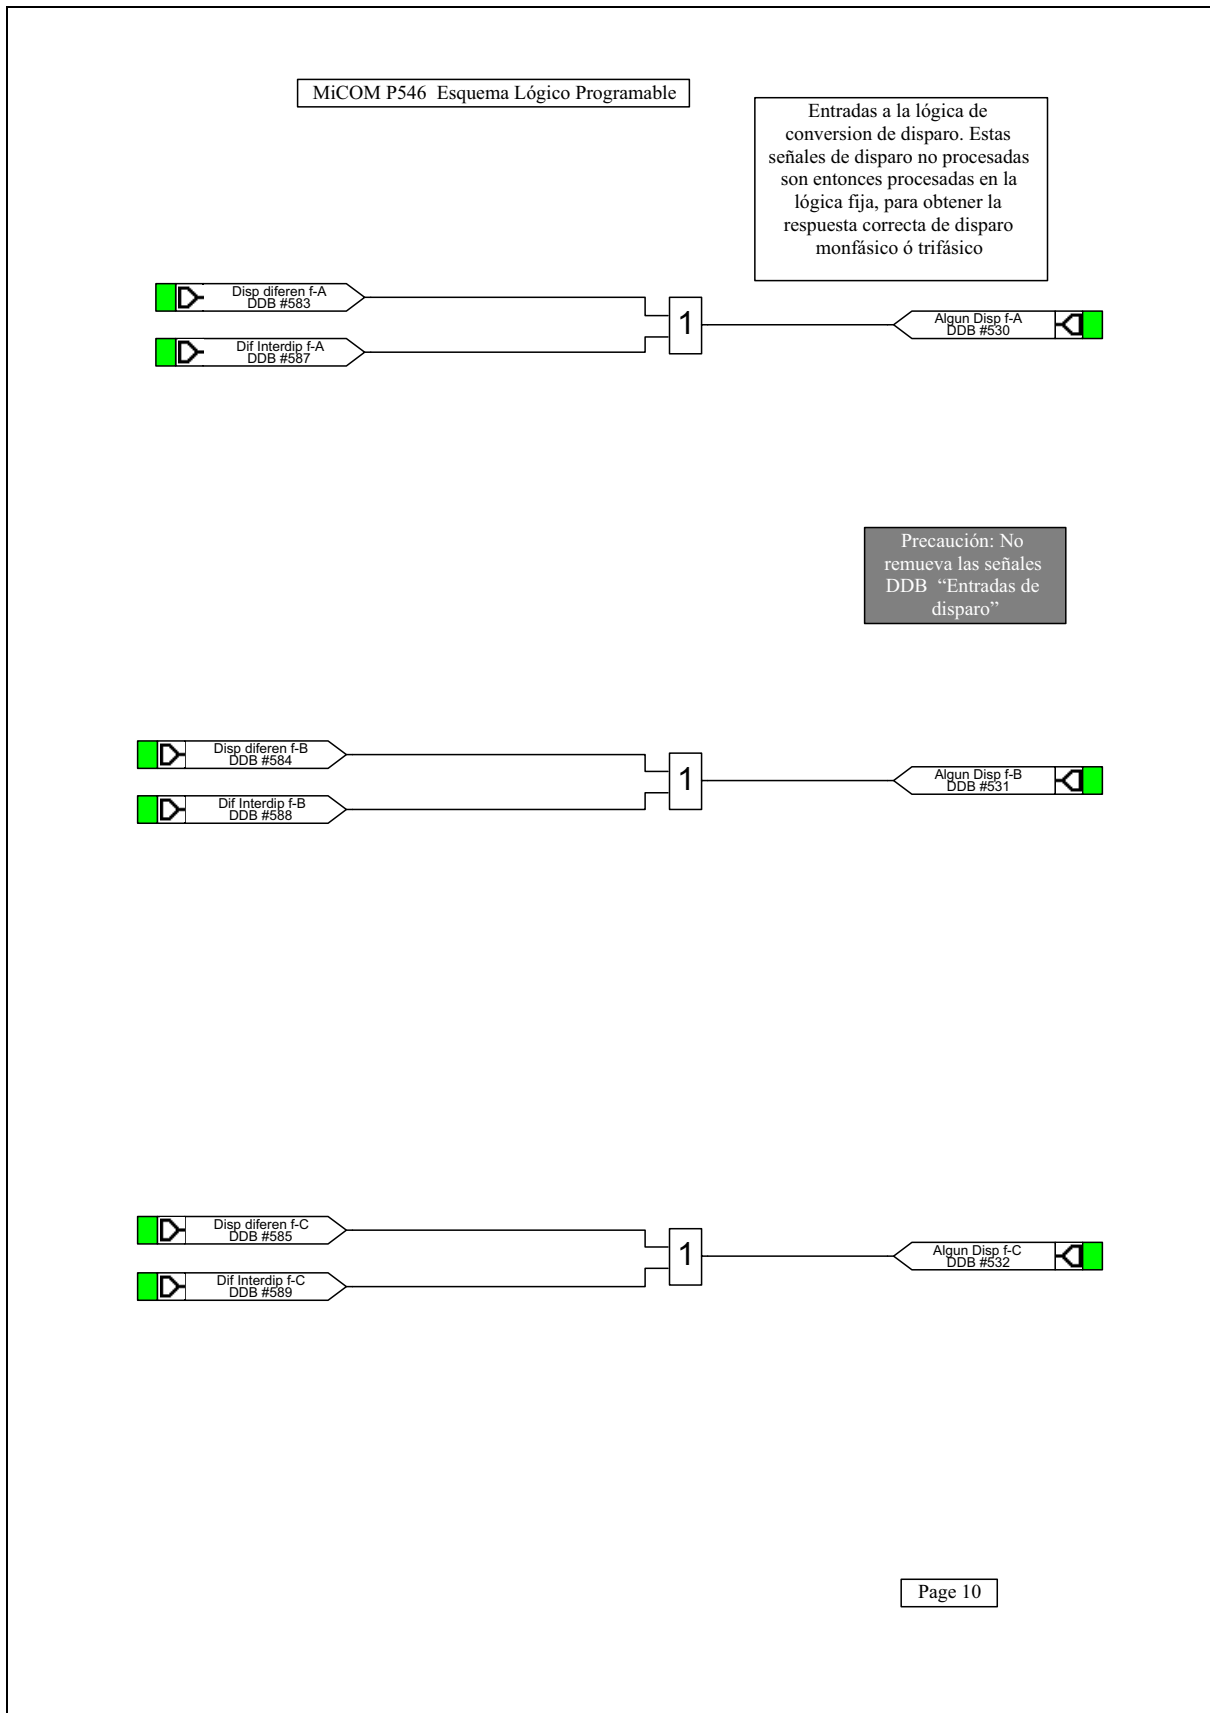 MiCOM P546 Esquema Lógico Programable
Entradas a la lógica de
conversion de disparo. Estas
señales de disparo no procesadas
son entonces procesadas en la
lógica fija, para obtener la
respuesta correcta de disparo
monfásico ó trifásico
Disp diferen f-A
DDB #583
1
Algun Disp f-A
DDB #530
Dif Interdip f-A
DDB #587
Precaución: No
remueva las señales
DDB “Entradas de
disparo”
Disp diferen f-B
DDB #584
1
Algun Disp f-B
DDB #531
Dif Interdip f-B
DDB #588
Disp diferen f-C
DDB #585
1
Algun Disp f-C
DDB #532
Dif Interdip f-C
DDB #589
Page 10